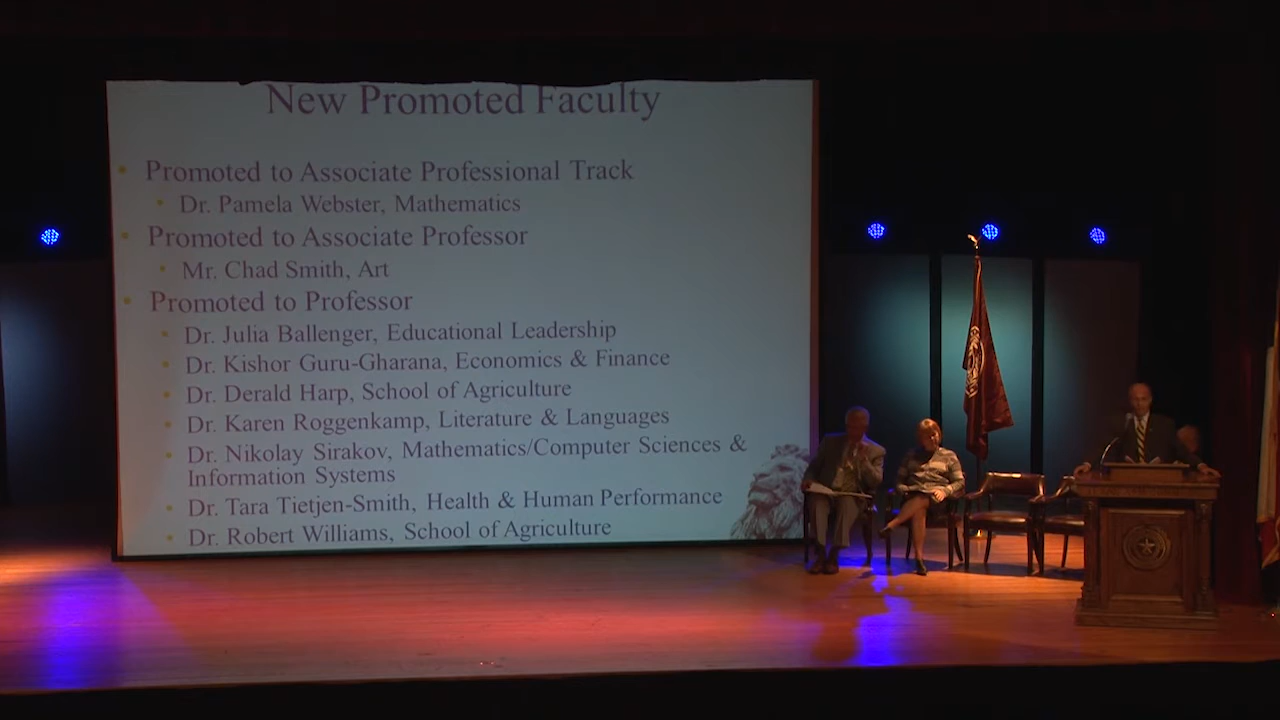 New Promoted Faculty
• Promoted to Associate Professional Track
• Dr. Pamela Webster, Mathematics
• Promoted to Associate Professor
• Mr. Chad Smith, Art
• Promoted to Professor
• Dr. Julia Ballenger, Educational Leadership
• Dr. Kishor Guru-Gharana, Economics & Finance
• Dr. Derald Harp, School of Agriculture
• Dr. Karen Roggenkamp, Literature & Languages
• Dr. Nikolay Sirakov, Mathematics/Computer Sciences &
Information Systems
• Dr. Tara Tietjen-Smith, Health & Human Performance
• Dr. Robert Williams, School of Agriculture